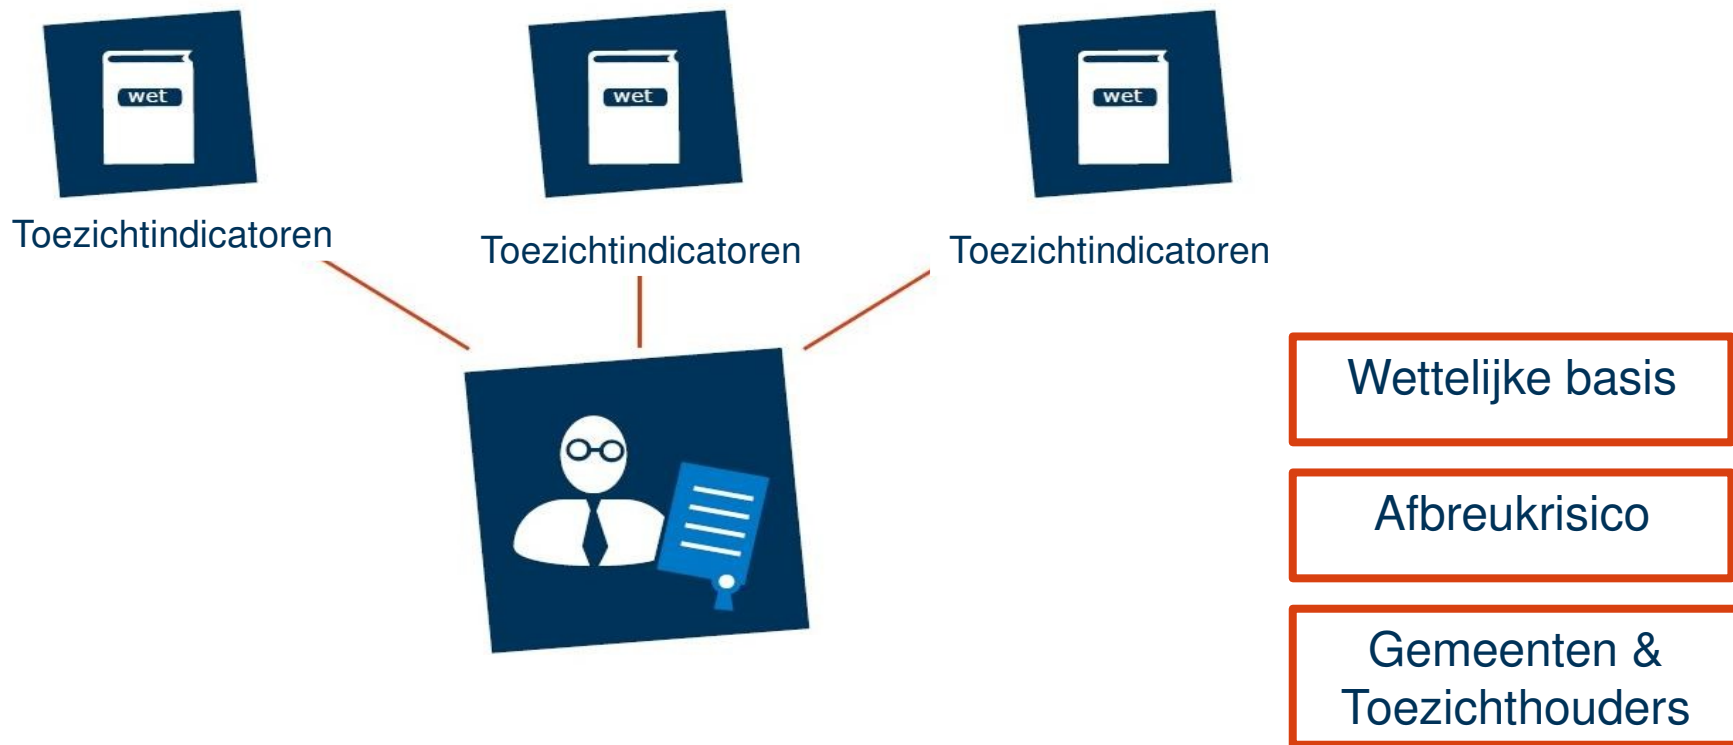 wet
wet
wet
Toezichtindicatoren
Toezichtindicatoren
Toezichtindicatoren
Wettelijke basis
Afbreukrisico
Gemeenten &
Toezichthouders